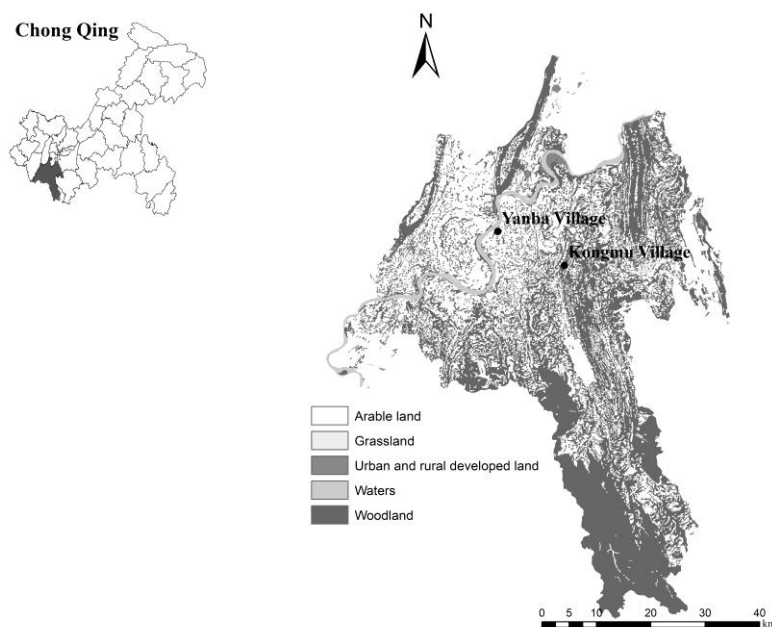 Chong Qing
N
Yanba Village
Kongmu Village
Arable land
Grassland
Urban and rural developed land
Waters
Woodland
0 5 10 20 30 40
km